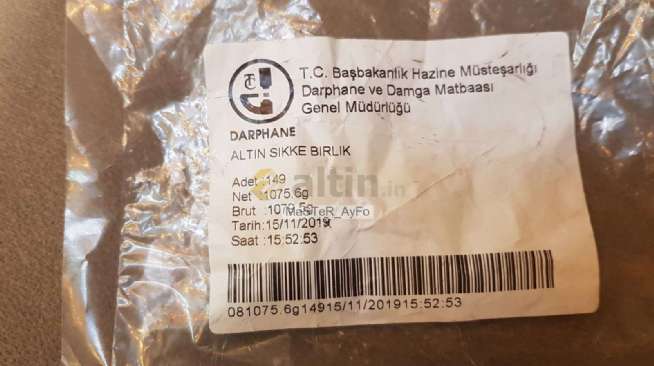 T.C. Başbakanlık Hazine Müsteşarlığı
Darphane ve Damga Matbaası
Genel Müdürlüğü
DARPHANE
ALTIN SIKKE BIRLIK
Adet :149
Net :1075.6g
Brut :1079.5g
Tarih:15/11/2019
Saat :15:52:53
altin.in
MaSTeR_AyFo
081075.6g14915/11/201915:52:53